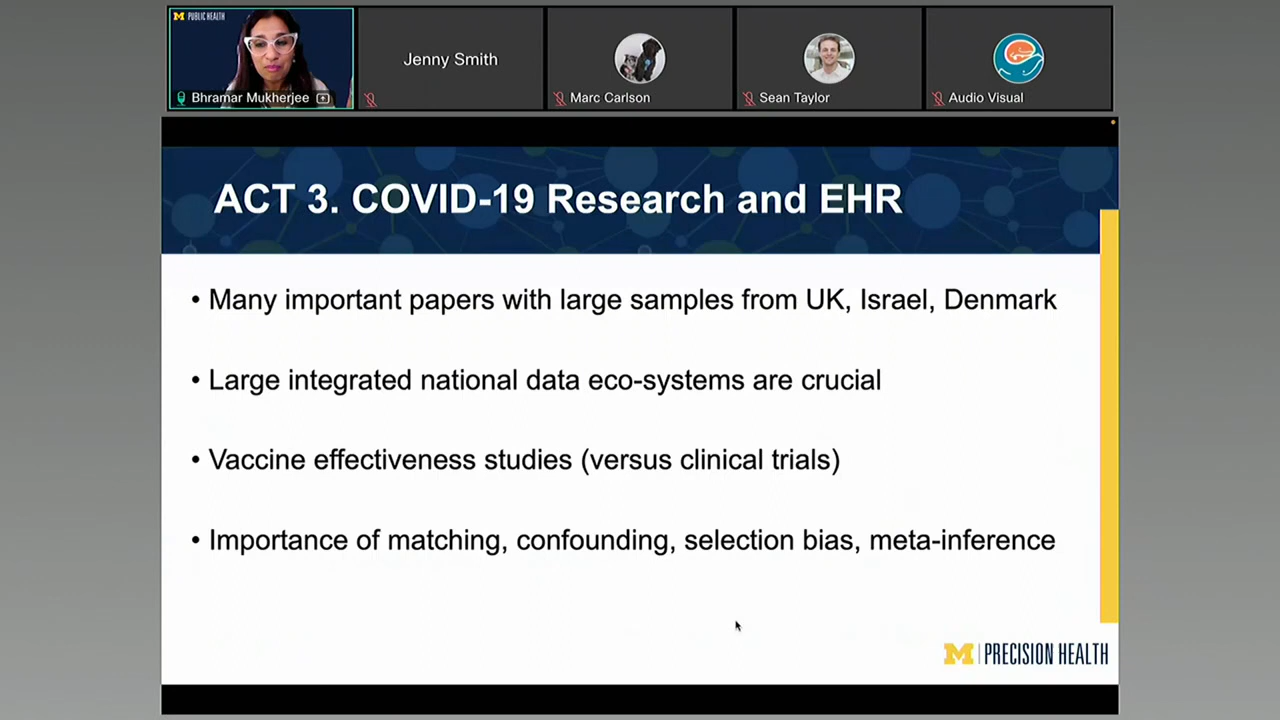 M PUBLIC HEALTH
Bhramar Mukherjee
Jenny Smith
Marc Carlson
Sean Taylor
Audio Visual
ACT 3. COVID-19 Research and EHR
• Many important papers with large samples from UK, Israel, Denmark
• Large integrated national data eco-systems are crucial
• Vaccine effectiveness studies (versus clinical trials)
• Importance of matching, confounding, selection bias, meta-inference
M | PRECISION HEALTH